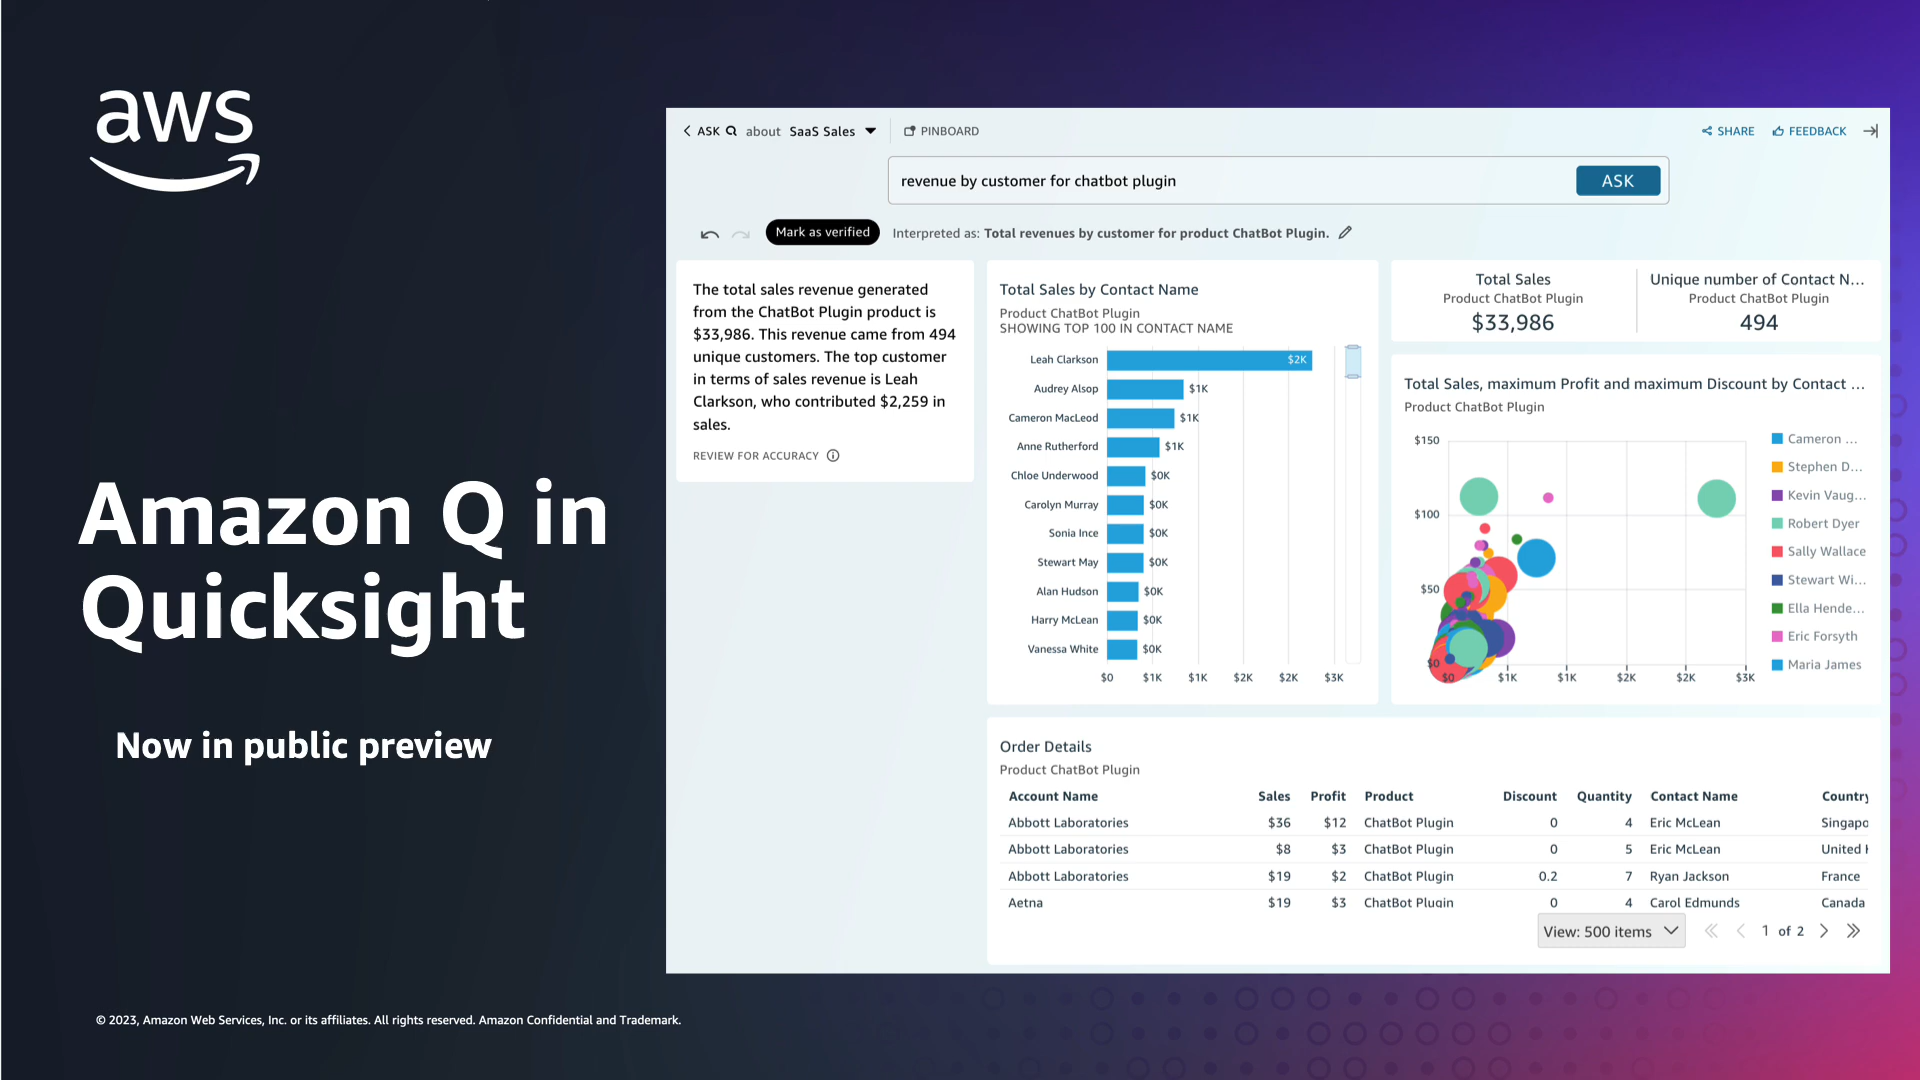 aws
Amazon Q in
Quicksight
Now in public preview
© 2023, Amazon Web Services, Inc. or its affiliates. All rights reserved. Amazon Confidential and Trademark.
ASK about SaaS Sales PINBOARD SHARE FEEDBACK
revenue by customer for chatbot plugin ASK
Mark as verified Interpreted as: Total revenues by customer for product ChatBot Plugin.
The total sales revenue generated
from the ChatBot Plugin product is
$33,986. This revenue came from 494
unique customers. The top customer
in terms of sales revenue is Leah
Clarkson, who contributed $2,259 in
sales.
REVIEW FOR ACCURACY
Total Sales by Contact Name
Product ChatBot Plugin
SHOWING TOP 100 IN CONTACT NAME
Leah Clarkson $2K
Audrey Alsop $1K
Cameron MacLeod $1K
Anne Rutherford $1K
Chloe Underwood $0K
Carolyn Murray $0K
Sonia Ince $0K
Stewart May $0K
Alan Hudson $0K
Harry McLean $0K
Vanessa White $0K
$0 $1K $1K $2K $2K $3K
Total Sales
Product ChatBot Plugin
$33,986
Unique number of Contact N...
Product ChatBot Plugin
494
Total Sales, maximum Profit and maximum Discount by Contact ...
Product ChatBot Plugin
$150
$100
$50
$0
$0 $1K $1K $2K $2K $3K
Cameron ...
Stephen D...
Kevin Vaug...
Robert Dyer
Sally Wallace
Stewart Wi...
Ella Hende...
Eric Forsyth
Maria James
Order Details
Product ChatBot Plugin
Account Name Sales Profit Product Discount Quantity Contact Name Country
Abbott Laboratories $36 $12 ChatBot Plugin 0 4 Eric McLean Singapo
Abbott Laboratories $8 $3 ChatBot Plugin 0 5 Eric McLean United
Abbott Laboratories $19 $2 ChatBot Plugin 0.2 7 Ryan Jackson France
Aetna $19 $3 ChatBot Plugin 0 4 Carol Edmunds Canada
View: 500 items 1 of 2